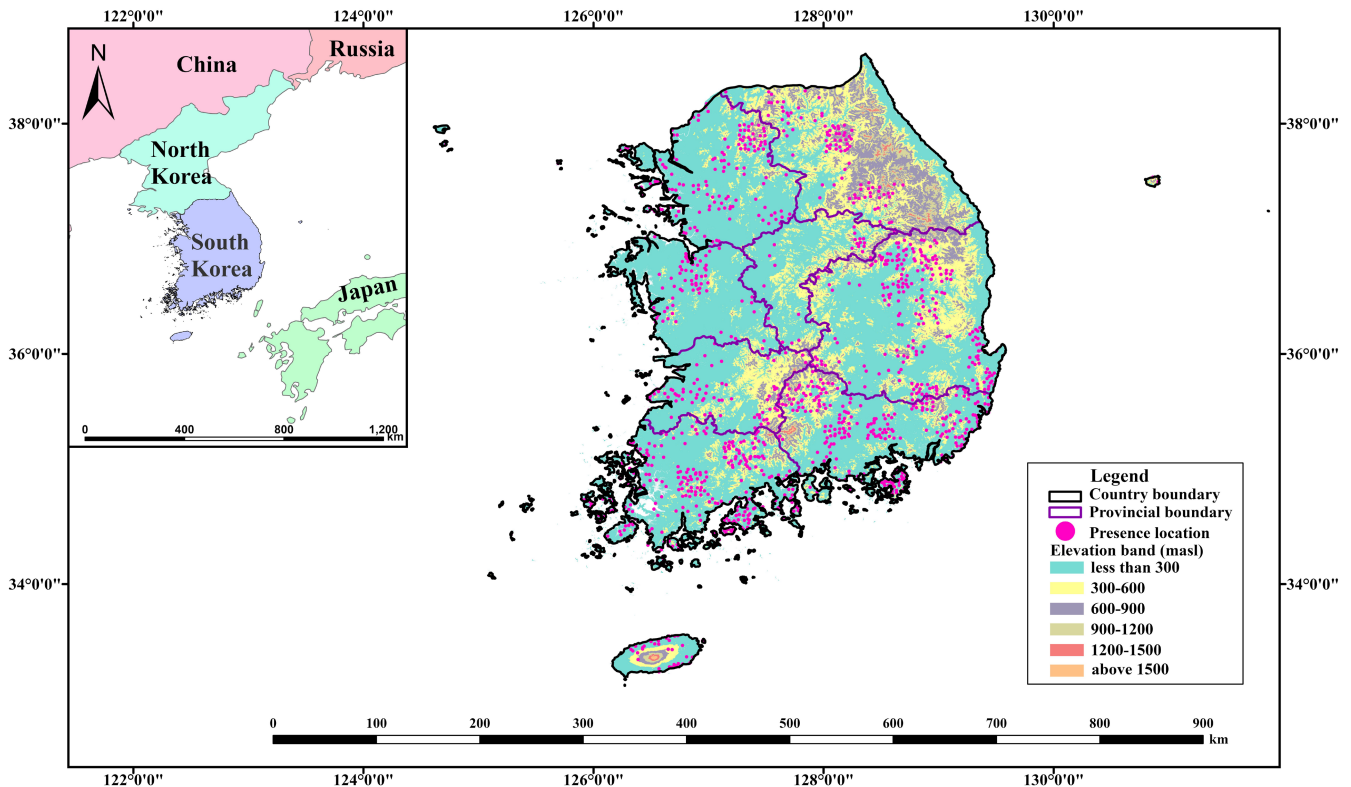 122°0'0" 124°0'0" 126°0'0" 128°0'0" 130°0'0"
N
China
Russia
38°0'0"
38°0'0"
North
Korea
South
Korea
Japan
36°0'0"
36°0'0"
0 400 800 1,200 km
Legend
Country boundary
Provincial boundary
Presence location
Elevation band (masl)
less than 300
300-600
600-900
900-1200
1200-1500
above 1500
34°0'0"
34°0'0"
0 100 200 300 400 500 600 700 800 900
km
122°0'0" 124°0'0" 126°0'0" 128°0'0" 130°0'0"